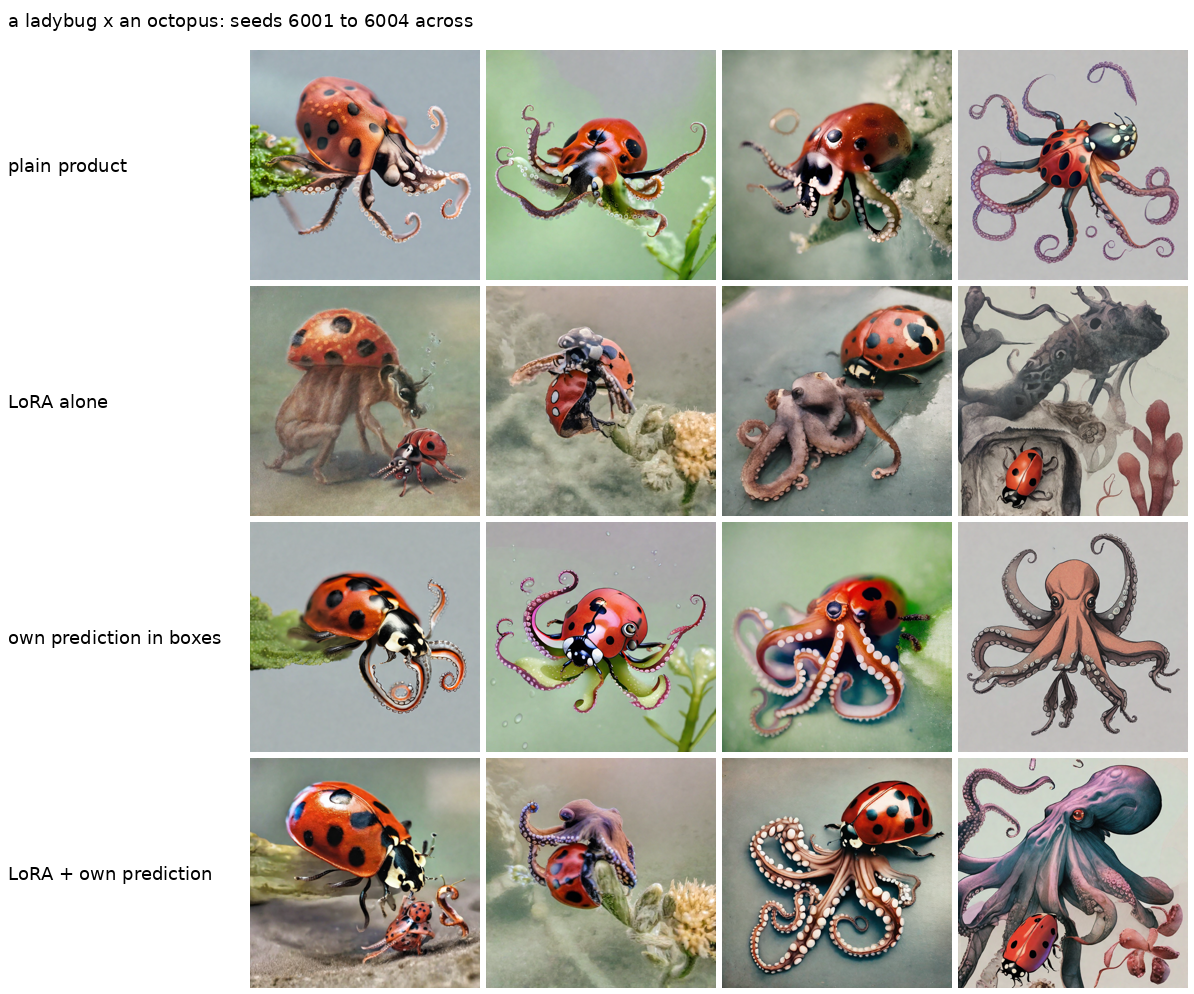 a ladybug x an octopus: seeds 6001 to 6004 across
plain product
LoRA alone
own prediction in boxes
LoRA + own prediction